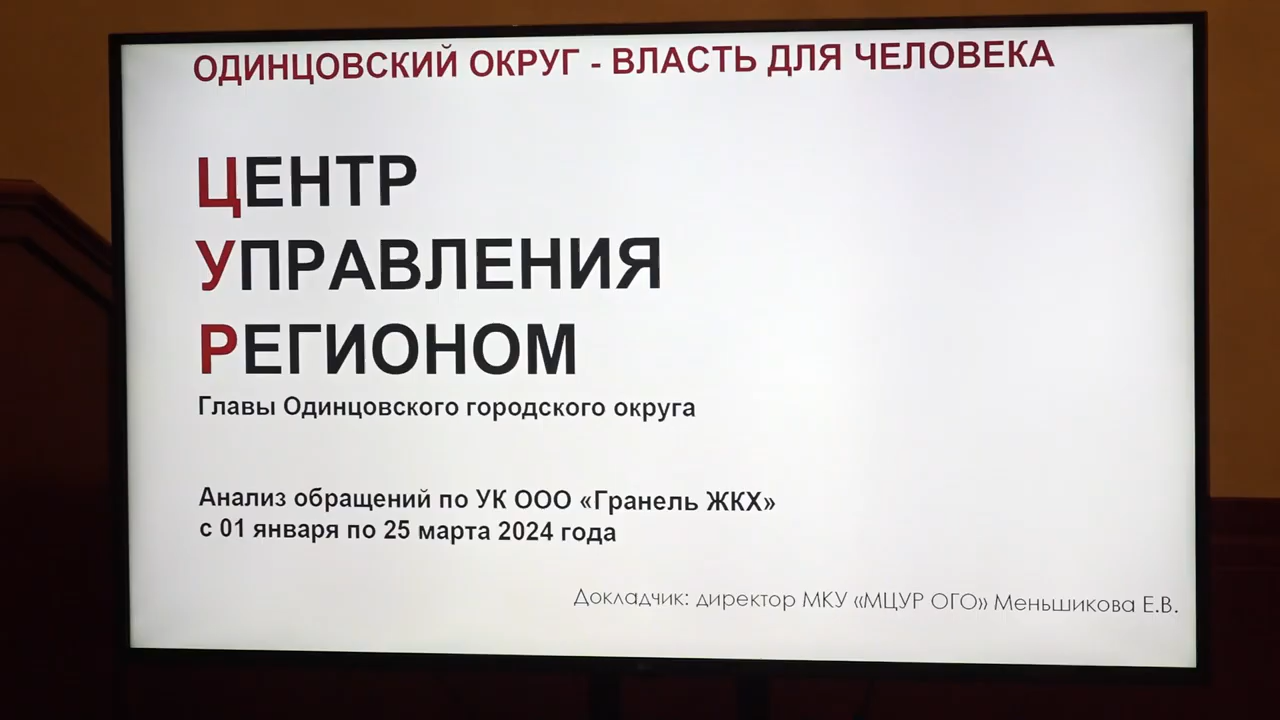 ОДИНЦОВСКИЙ ОКРУГ - ВЛАСТЬ ДЛЯ ЧЕЛОВЕКА
ЦЕНТР
УПРАВЛЕНИЯ
РЕГИОНОМ
Главы Одинцовского городского округа
Анализ обращений по УК ООО «Гранель ЖКХ»
с 01 января по 25 марта 2024 года
Докладчик: директор МКУ «МЦУР ОГО» Меньшикова Е.В.